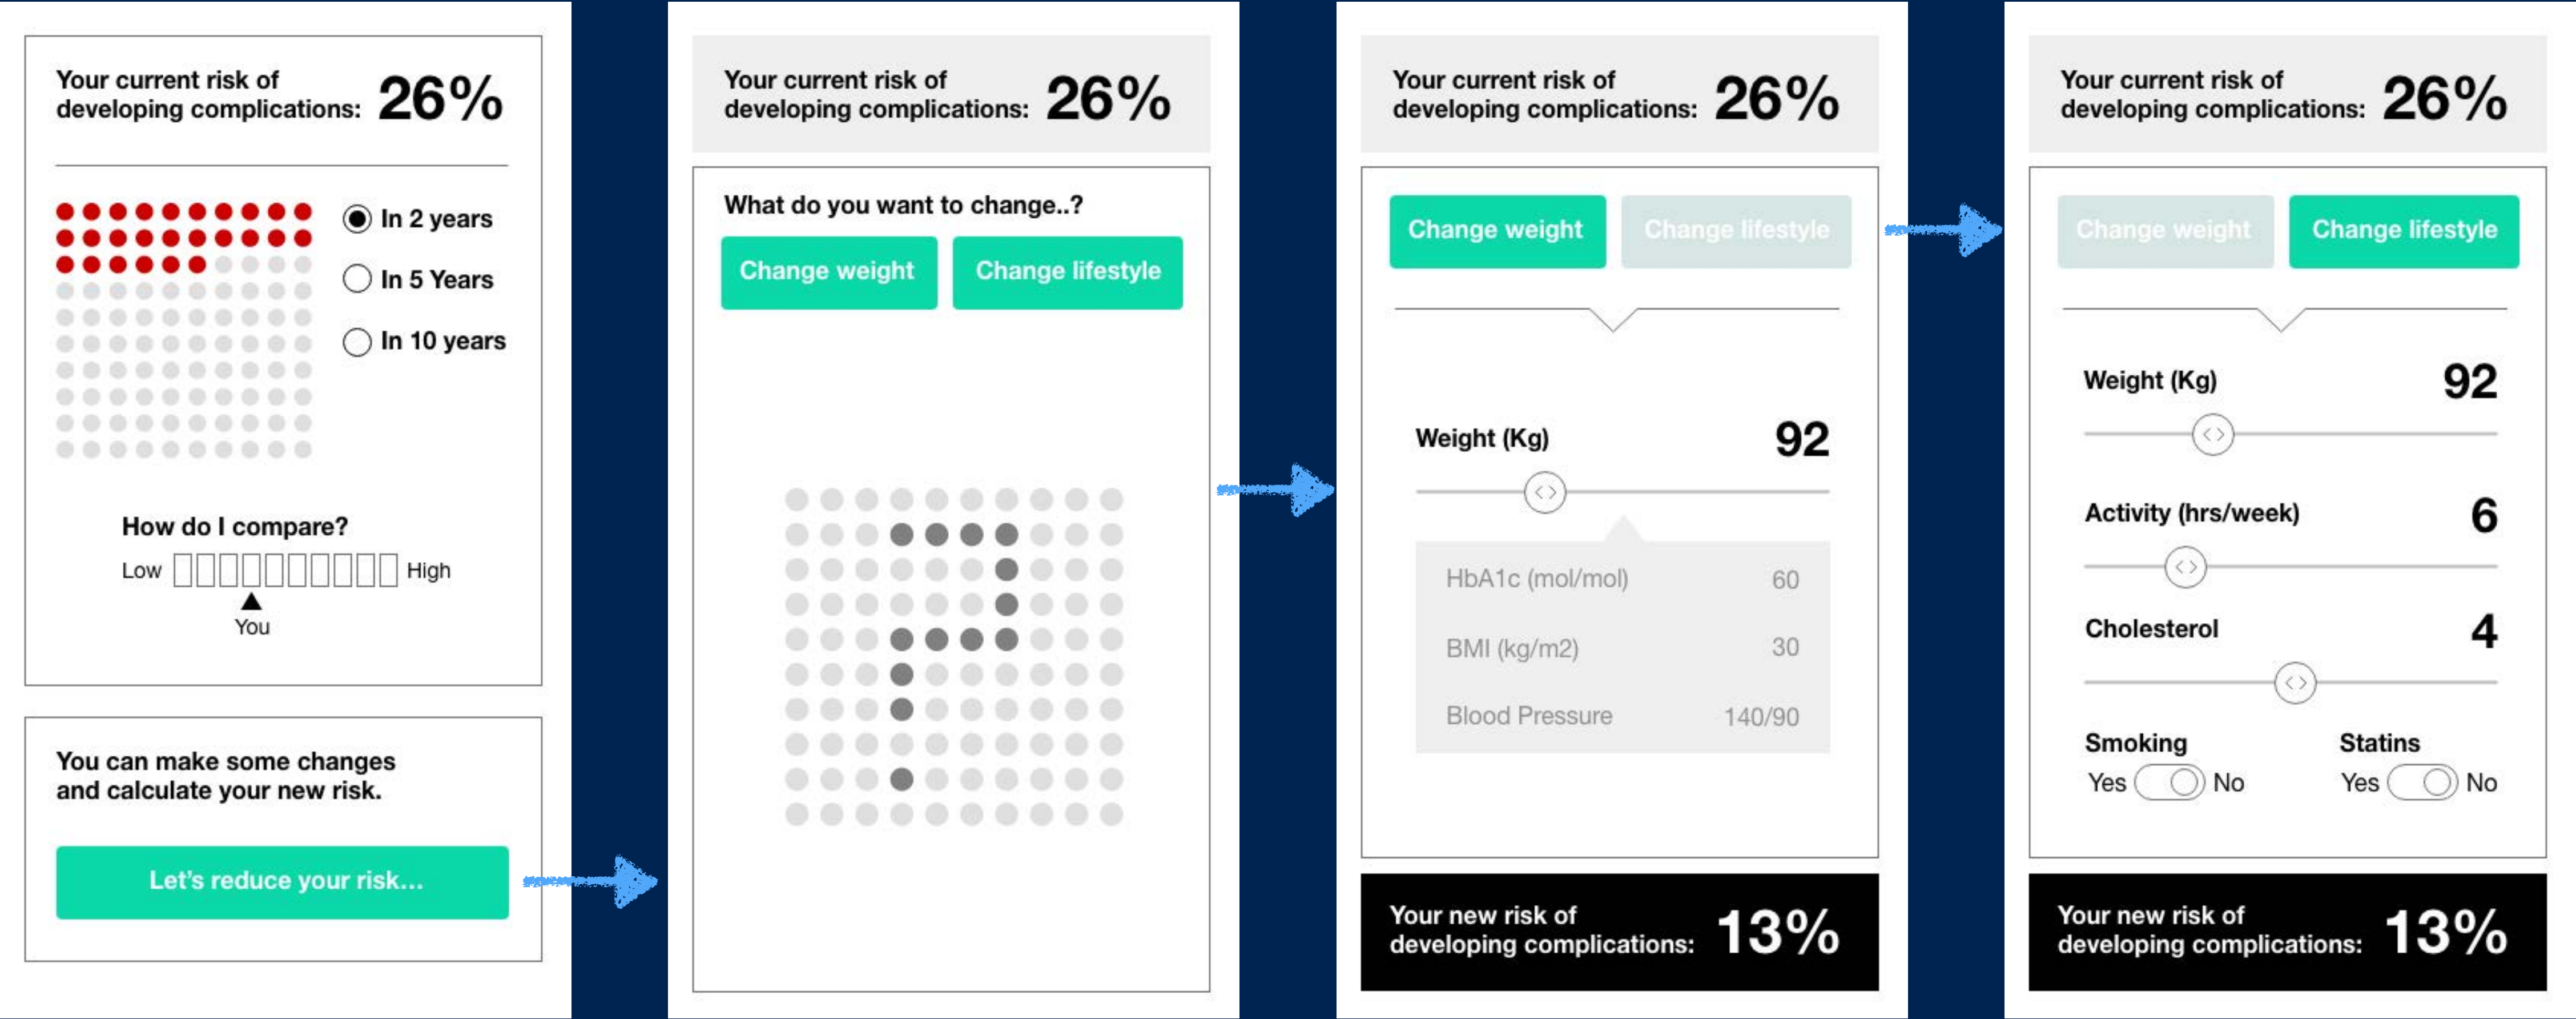 Your current risk of
developing complications: 26%
In 2 years
In 5 Years
In 10 years
How do I compare?
Low High
You
You can make some changes
and calculate your new risk.
Let's reduce your risk...
Your current risk of
developing complications: 26%
What do you want to change..?
Change weight Change lifestyle
Your current risk of
developing complications: 26%
Change weight Change lifestyle
Weight (Kg) 92
< >
HbA1c (mol/mol) 60
BMI (kg/m2) 30
Blood Pressure 140/90
Your new risk of
developing complications: 13%
Your current risk of
developing complications: 26%
Change weight Change lifestyle
Weight (Kg) 92
< >
Activity (hrs/week) 6
< >
Cholesterol 4
< >
Smoking Statins
Yes No Yes No
Your new risk of
developing complications: 13%